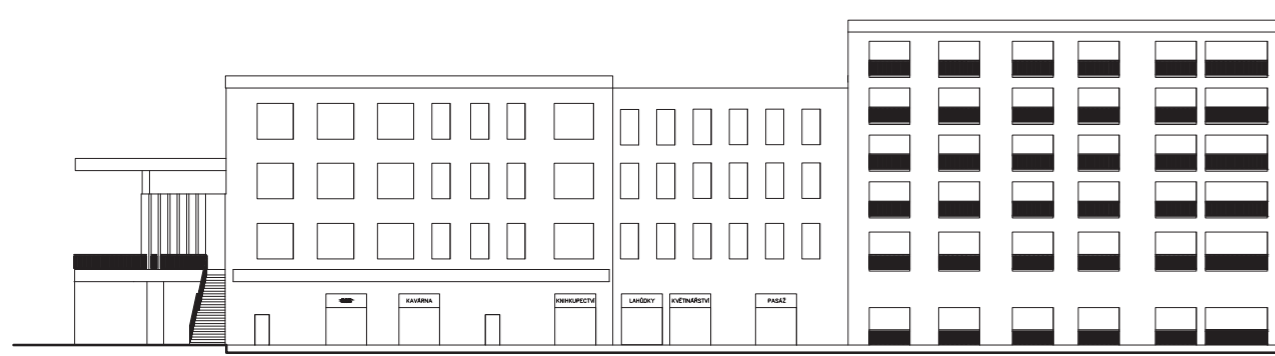 KAVÁRNA
KNIHKUPECTVÍ
LAHŮDKY
KVĚTINÁŘSTVÍ
PASÁŽ